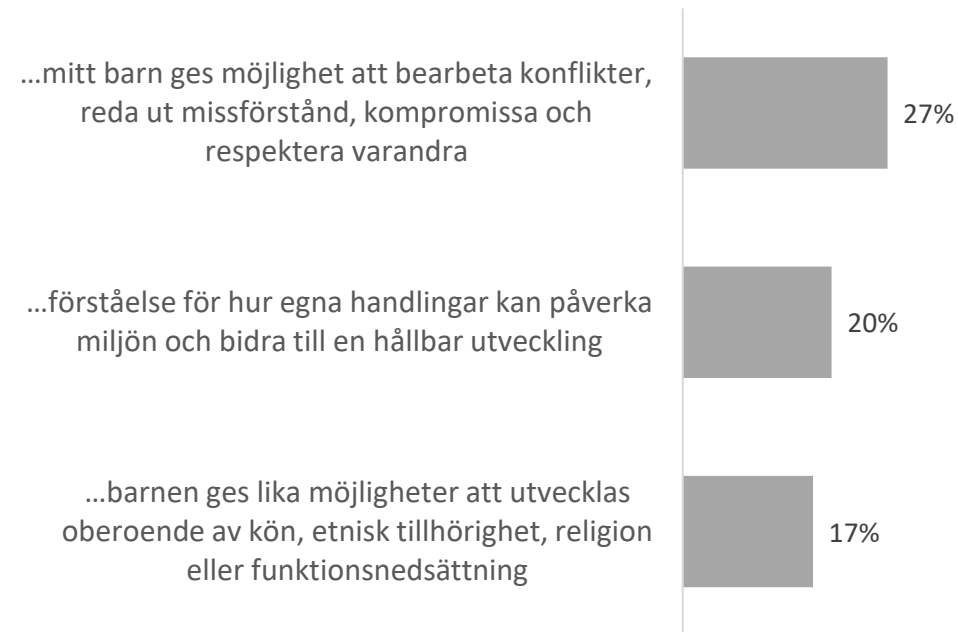 …mitt barn ges möjlighet att bearbeta konflikter,
reda ut missförstånd, kompromissa och
respektera varandra
27%
…förståelse för hur egna handlingar kan påverka
miljön och bidra till en hållbar utveckling
20%
…barnen ges lika möjligheter att utvecklas
oberoende av kön, etnisk tillhörighet, religion
eller funktionsnedsättning
17%